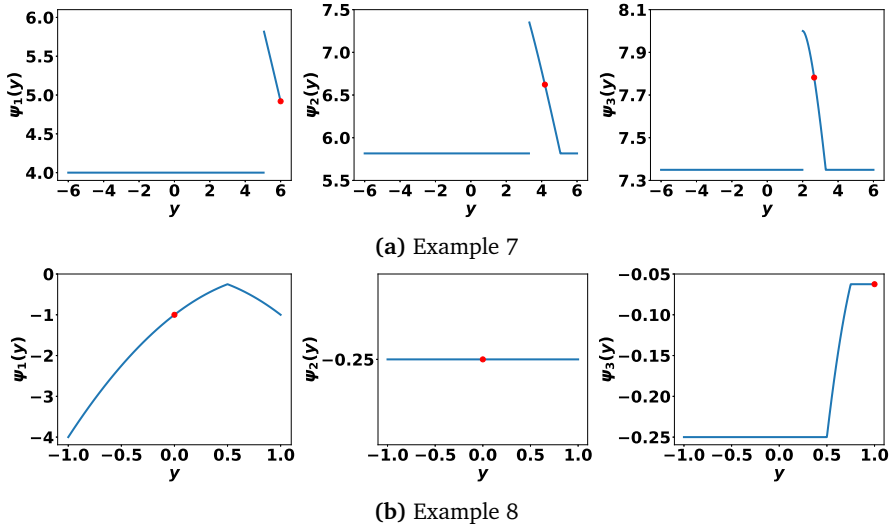 6.0
5.5
5.0
4.5
4.0
ψ₁(y)
−6 −4 −2 0 2 4 6
y
7.5
7.0
6.5
6.0
5.5
ψ₂(y)
−6 −4 −2 0 2 4 6
y
8.1
7.9
7.7
7.5
7.3
ψ₃(y)
−6 −4 −2 0 2 4 6
y
(a) Example 7
0
−1
−2
−3
−4
ψ₁(y)
−1.0 −0.5 0.0 0.5 1.0
y
−0.25
ψ₂(y)
−1.0 −0.5 0.0 0.5 1.0
y
−0.05
−0.10
−0.15
−0.20
−0.25
ψ₃(y)
−1.0 −0.5 0.0 0.5 1.0
y
(b) Example 8